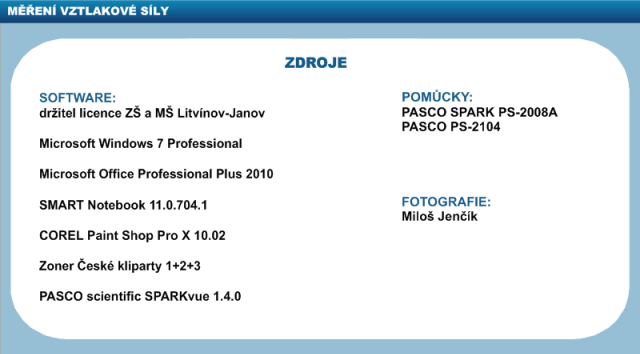 MĚŘENÍ VZTLAKOVÉ SÍLY
ZDROJE
SOFTWARE:
držitel licence ZŠ a MŠ Litvínov-Janov
Microsoft Windows 7 Professional
Microsoft Office Professional Plus 2010
SMART Notebook 11.0.704.1
COREL Paint Shop Pro X 10.02
Zoner České kliparty 1+2+3
PASCO scientific SPARKvue 1.4.0
POMŮCKY:
PASCO SPARK PS-2008A
PASCO PS-2104
FOTOGRAFIE:
Miloš Jenčík